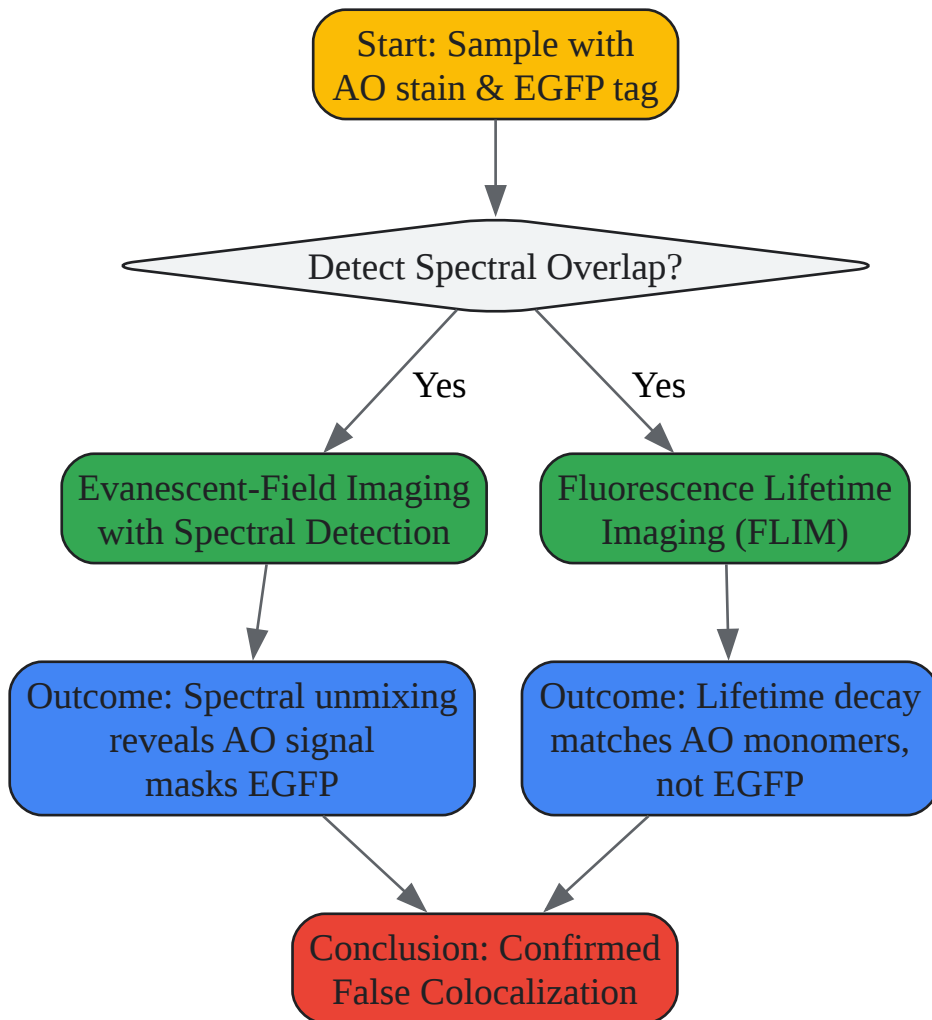 Start: Sample with
AO stain & EGFP tag
Detect Spectral Overlap?
Yes
Yes
Evanescent-Field Imaging
with Spectral Detection
Fluorescence Lifetime
Imaging (FLIM)
Outcome: Spectral unmixing
reveals AO signal
masks EGFP
Outcome: Lifetime decay
matches AO monomers,
not EGFP
Conclusion: Confirmed
False Colocalization